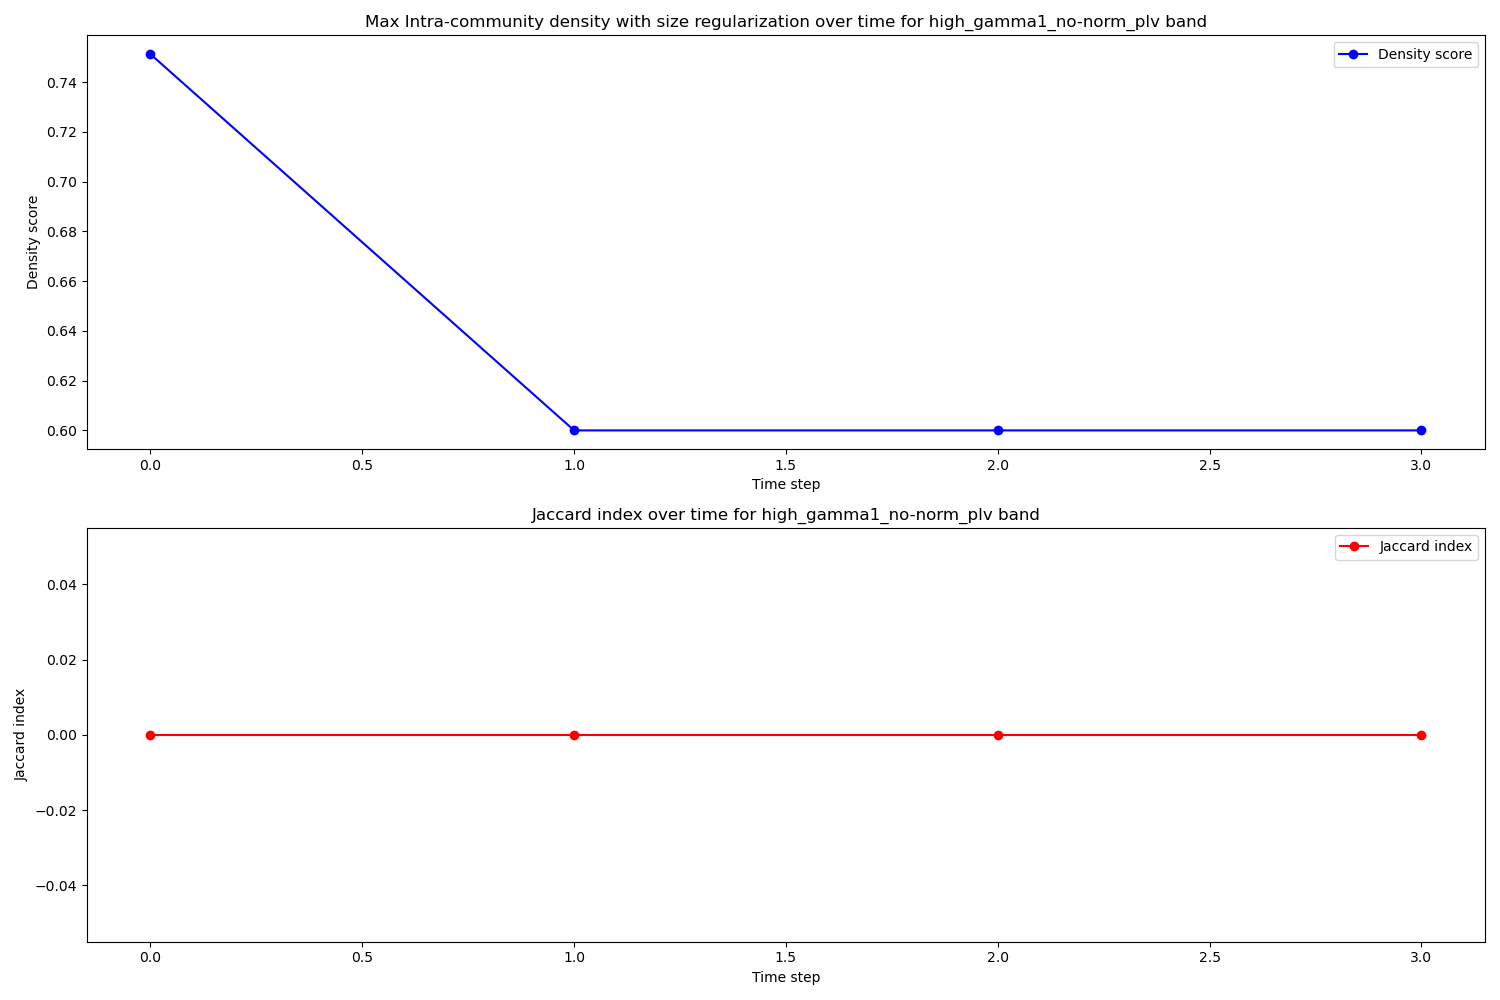 Max Intra-community density with size regularization over time for high_gamma1_no-norm_plv band
Density score
0.74
0.72
0.70
0.68
0.66
0.64
0.62
0.60
Density score
0.0 0.5 1.0 1.5 2.0 2.5 3.0
Time step
Jaccard index over time for high_gamma1_no-norm_plv band
Jaccard index
0.04
0.02
0.00
−0.02
−0.04
Jaccard index
0.0 0.5 1.0 1.5 2.0 2.5 3.0
Time step